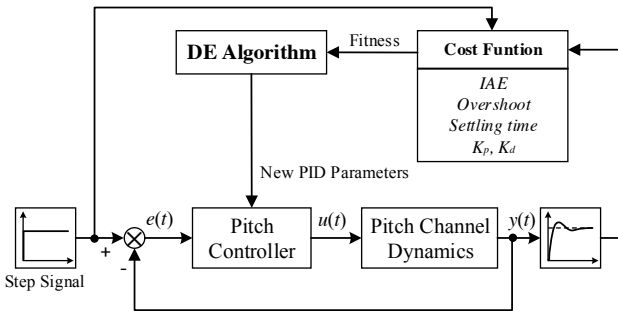 DE Algorithm
Fitness
Cost Funtion
IAE
Overshoot
Settling time
Kp, Kd
New PID Parameters
Step Signal
+
-
e(t)
Pitch
Controller
u(t)
Pitch Channel
Dynamics
y(t)